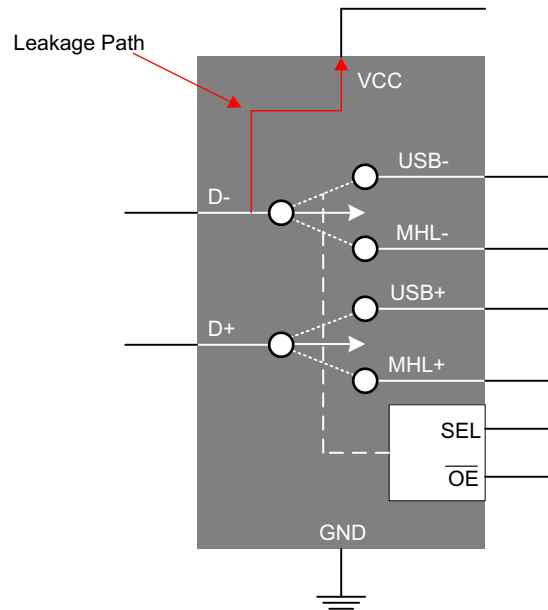 Leakage Path
VCC
USB-
D-
MHL-
USB+
D+
MHL+
SEL
OE
GND